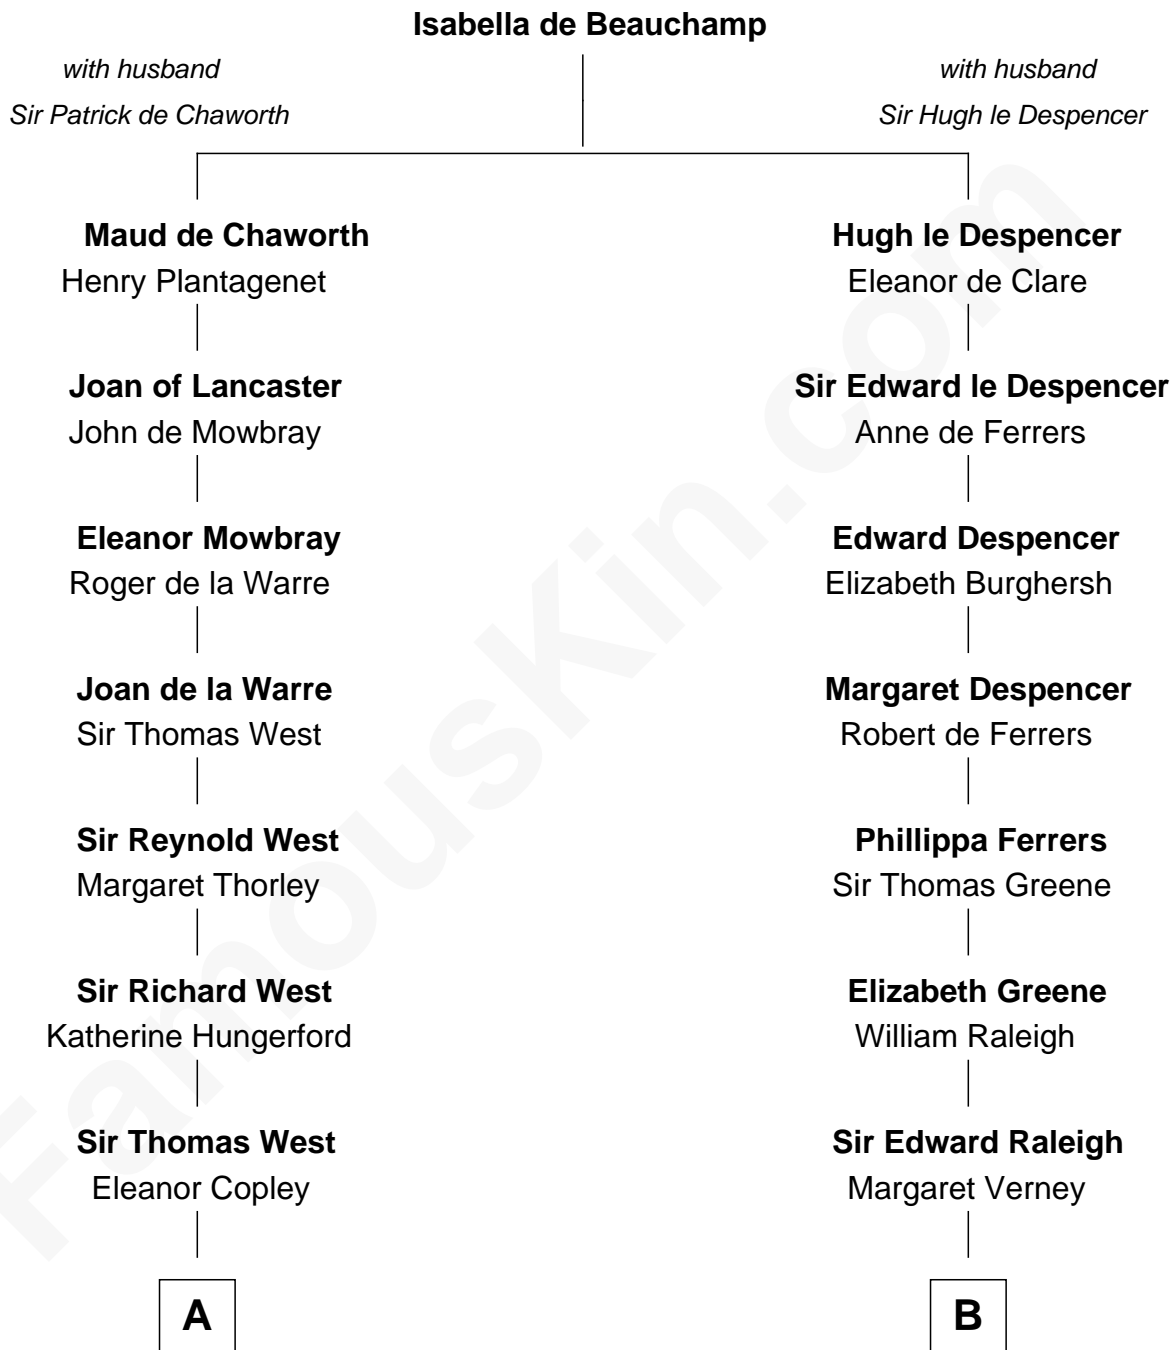 Isabella de Beauchamp
with husband
Sir Patrick de Chaworth
with husband
Sir Hugh le Despencer
Maud de Chaworth
Henry Plantagenet
Hugh le Despencer
Eleanor de Clare
Joan of Lancaster
John de Mowbray
Sir Edward le Despencer
Anne de Ferrers
Eleanor Mowbray
Roger de la Warre
Edward Despencer
Elizabeth Burghersh
Joan de la Warre
Sir Thomas West
Margaret Despencer
Robert de Ferrers
Sir Reynold West
Margaret Thorley
Phillippa Ferrers
Sir Thomas Greene
Sir Richard West
Katherine Hungerford
Elizabeth Greene
William Raleigh
Sir Thomas West
Eleanor Copley
Sir Edward Raleigh
Margaret Verney
A
B
FamousKin.com